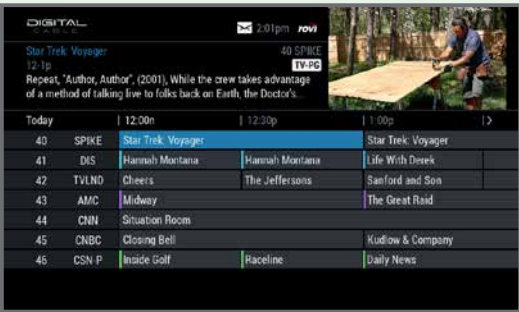 DIGITAL
CABLE
2:01pm rovi
Star Trek: Voyager 40 SPIKE
12-1p TV-PG
Repeat, "Author, Author", (2001), While the crew takes advantage
of a method of talking live to folks back on Earth, the Doctor's...
Today 12:00n 12:30p 1:00p
40 SPIKE Star Trek: Voyager Star Trek: Voyager
41 DIS Hannah Montana Hannah Montana Life With Derek
42 TVLND Cheers The Jeffersons Sanford and Son
43 AMC Midway The Great Raid
44 CNN Situation Room
45 CNBC Closing Bell Kudlow & Company
46 CSN-P Inside Golf Raceline Daily News